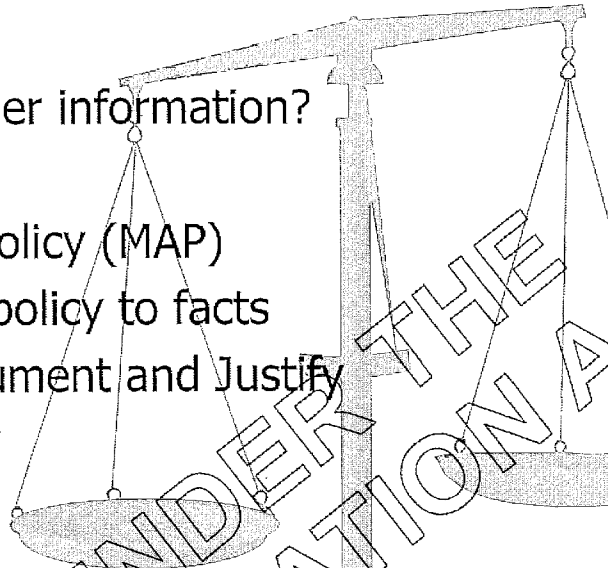 er information?
olicy (MAP)
policy to facts
ument and Justify
NDER THE
ATION A